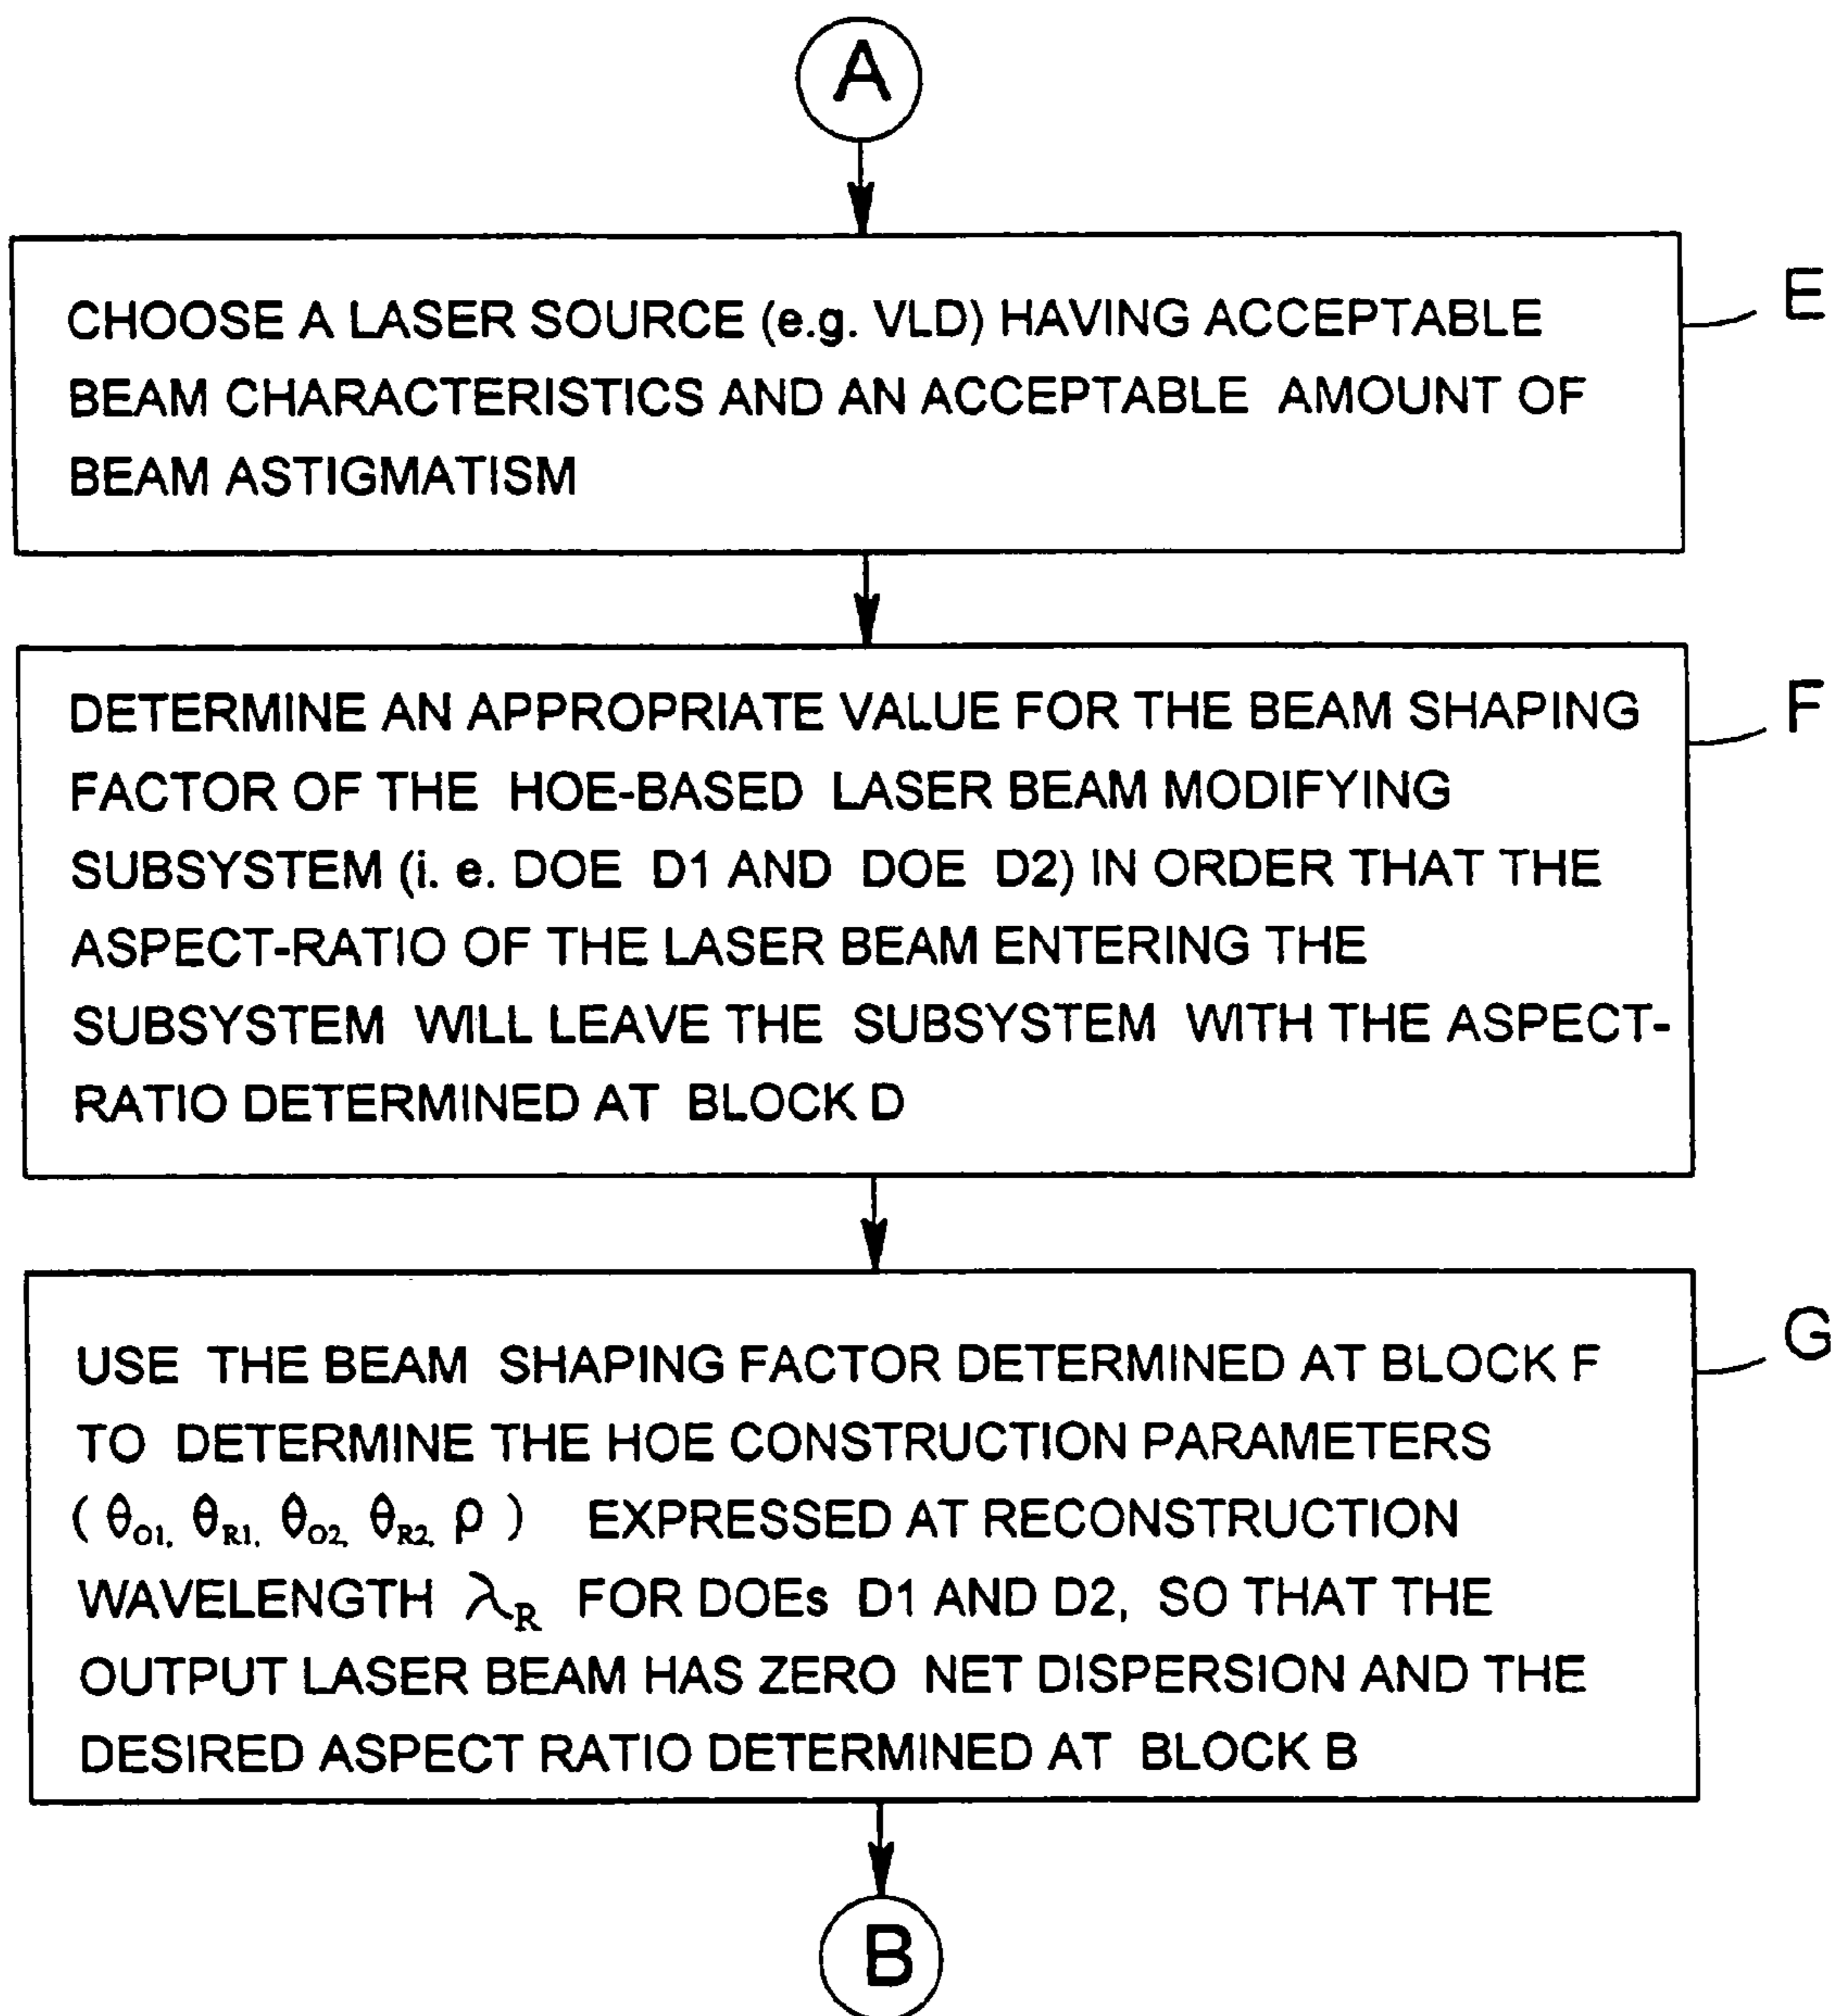 A
CHOOSE A LASER SOURCE (e.g. VLD) HAVING ACCEPTABLE
BEAM CHARACTERISTICS AND AN ACCEPTABLE AMOUNT OF
BEAM ASTIGMATISM
E
DETERMINE AN APPROPRIATE VALUE FOR THE BEAM SHAPING
FACTOR OF THE HOE-BASED LASER BEAM MODIFYING
SUBSYSTEM (i. e. DOE D1 AND DOE D2) IN ORDER THAT THE
ASPECT-RATIO OF THE LASER BEAM ENTERING THE
SUBSYSTEM WILL LEAVE THE SUBSYSTEM WITH THE ASPECT-
RATIO DETERMINED AT BLOCK D
F
USE THE BEAM SHAPING FACTOR DETERMINED AT BLOCK F
TO DETERMINE THE HOE CONSTRUCTION PARAMETERS
( θO1, θR1, θO2, θR2, ρ ) EXPRESSED AT RECONSTRUCTION
WAVELENGTH λR FOR DOEs D1 AND D2, SO THAT THE
OUTPUT LASER BEAM HAS ZERO NET DISPERSION AND THE
DESIRED ASPECT RATIO DETERMINED AT BLOCK B
G
B